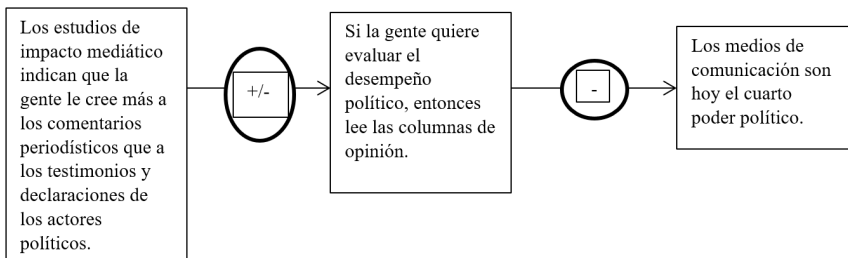 Los estudios de
impacto mediático
indican que la
gente le cree más a
los comentarios
periodísticos que a
los testimonios y
declaraciones de
los actores
políticos.
+/-
Si la gente quiere
evaluar el
desempeño
político, entonces
lee las columnas de
opinión.
-
Los medios de
comunicación son
hoy el cuarto
poder político.